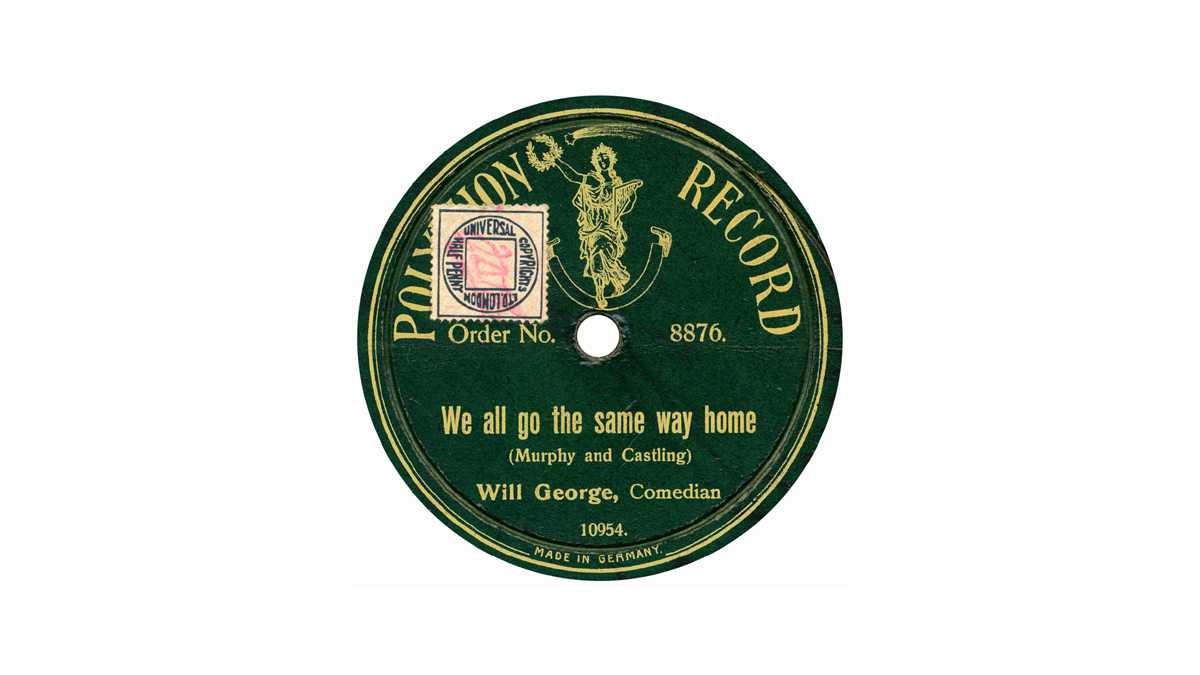 RECORD
UNIVERSAL
COPYRIGHTS
LTD. LONDON
HALF PENNY
Order No. 8876.
We all go the same way home
(Murphy and Castling)
Will George, Comedian
10954.
MADE IN GERMANY.